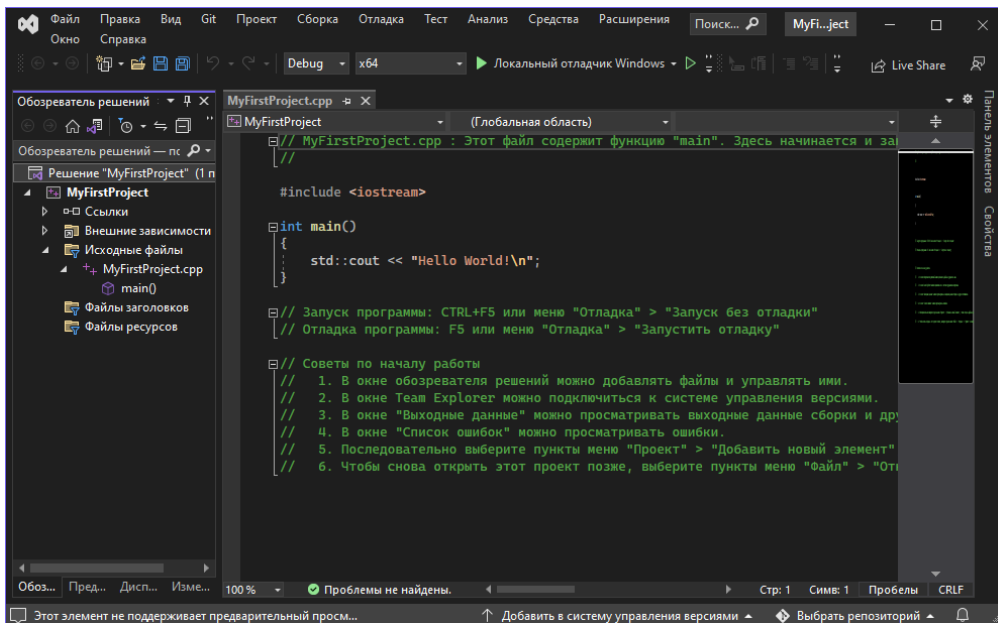 Файл Правка Вид Git Проект Сборка Отладка Тест Анализ Средства Расширения Поиск... MyFi...ject
Окно Справка
Debug x64 Локальный отладчик Windows Live Share
Обозреватель решений MyFirstProject.cpp
MyFirstProject (Глобальная область)
Обозреватель решений — пс
Решение "MyFirstProject" (1 п
MyFirstProject
Ссылки
Внешние зависимости
Исходные файлы
MyFirstProject.cpp
main()
Файлы заголовков
Файлы ресурсов
// MyFirstProject.cpp : Этот файл содержит функцию "main". Здесь начинается и за
//
#include <iostream>
int main()
{
std::cout << "Hello World!\n";
}
// Запуск программы: CTRL+F5 или меню "Отладка" > "Запуск без отладки"
// Отладка программы: F5 или меню "Отладка" > "Запустить отладку"
// Советы по началу работы
// 1. В окне обозревателя решений можно добавлять файлы и управлять ими.
// 2. В окне Team Explorer можно подключиться к системе управления версиями.
// 3. В окне "Выходные данные" можно просматривать выходные данные сборки и дру
// 4. В окне "Список ошибок" можно просматривать ошибки.
// 5. Последовательно выберите пункты меню "Проект" > "Добавить новый элемент"
// 6. Чтобы снова открыть этот проект позже, выберите пункты меню "Файл" > "От
Панель элементов
Свойства
Обоз... Пред... Дисп... Изме... 100 % Проблемы не найдены. Стр: 1 Симв: 1 Пробелы CRLF
Этот элемент не поддерживает предварительный просм... Добавить в систему управления версиями Выбрать репозиторий